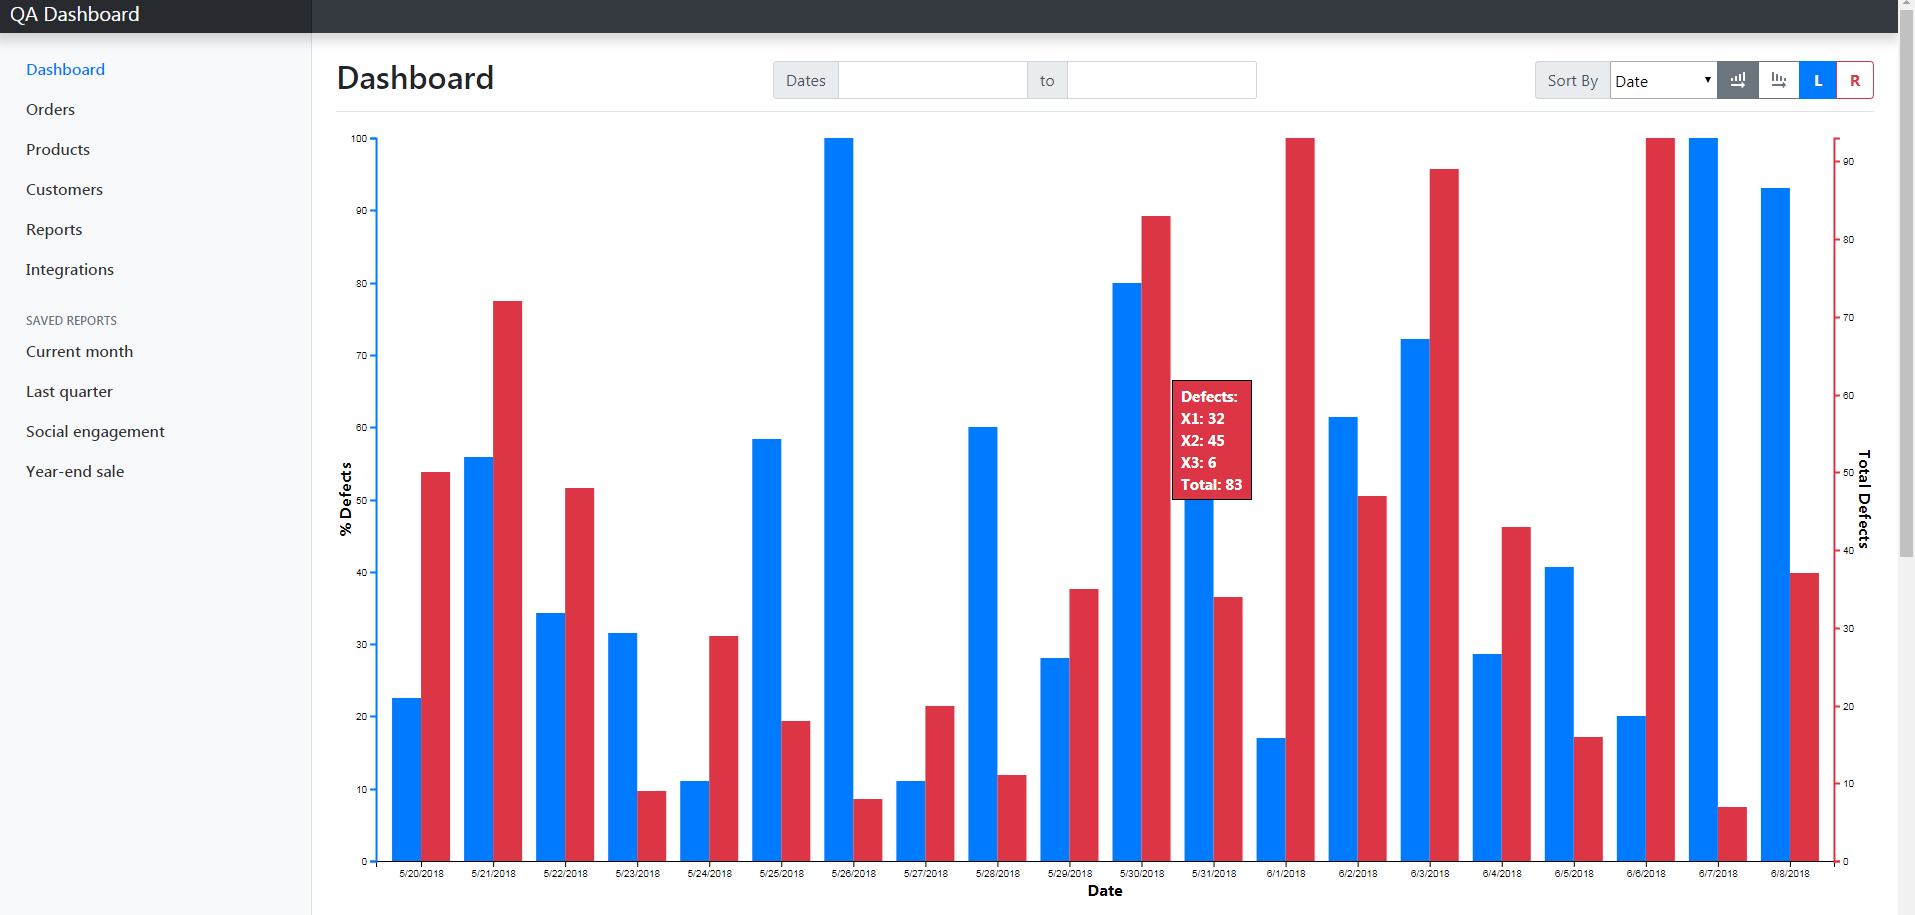 QA Dashboard
Dashboard
Orders
Products
Customers
Reports
Integrations
SAVED REPORTS
Current month
Last quarter
Social engagement
Year-end sale
Dashboard
Dates to
Sort By Date L R
% Defects
100
90
80
70
60
50
40
30
20
10
0
Defects:
X1: 32
X2: 45
X3: 6
Total: 83
90
80
70
60
50
40
30
20
10
0
Total Defects
5/20/2018 5/21/2018 5/22/2018 5/23/2018 5/24/2018 5/25/2018 5/26/2018 5/27/2018 5/28/2018 5/29/2018 5/30/2018 5/31/2018 6/1/2018 6/2/2018 6/3/2018 6/4/2018 6/5/2018 6/6/2018 6/7/2018 6/8/2018
Date